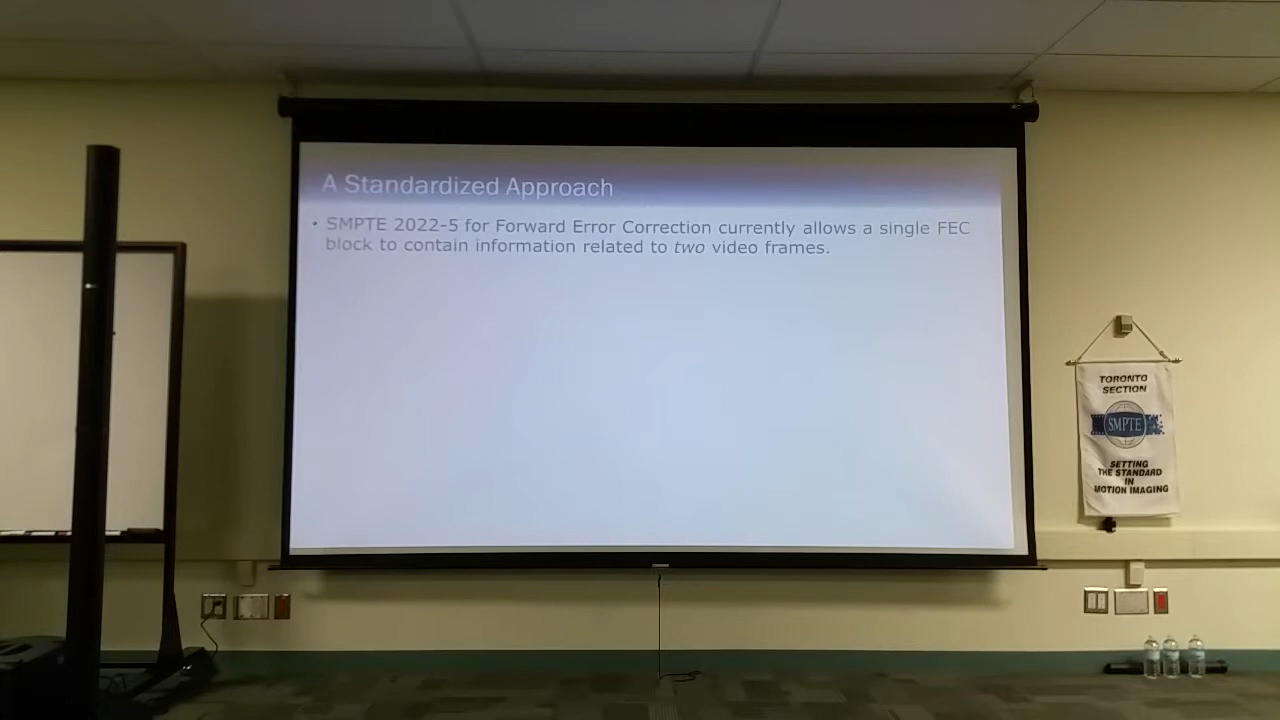 A Standardized Approach
• SMPTE 2022-5 for Forward Error Correction currently allows a single FEC
block to contain information related to two video frames.
TORONTO
SECTION
SMPTE
SETTING
THE STANDARD
IN
MOTION IMAGING